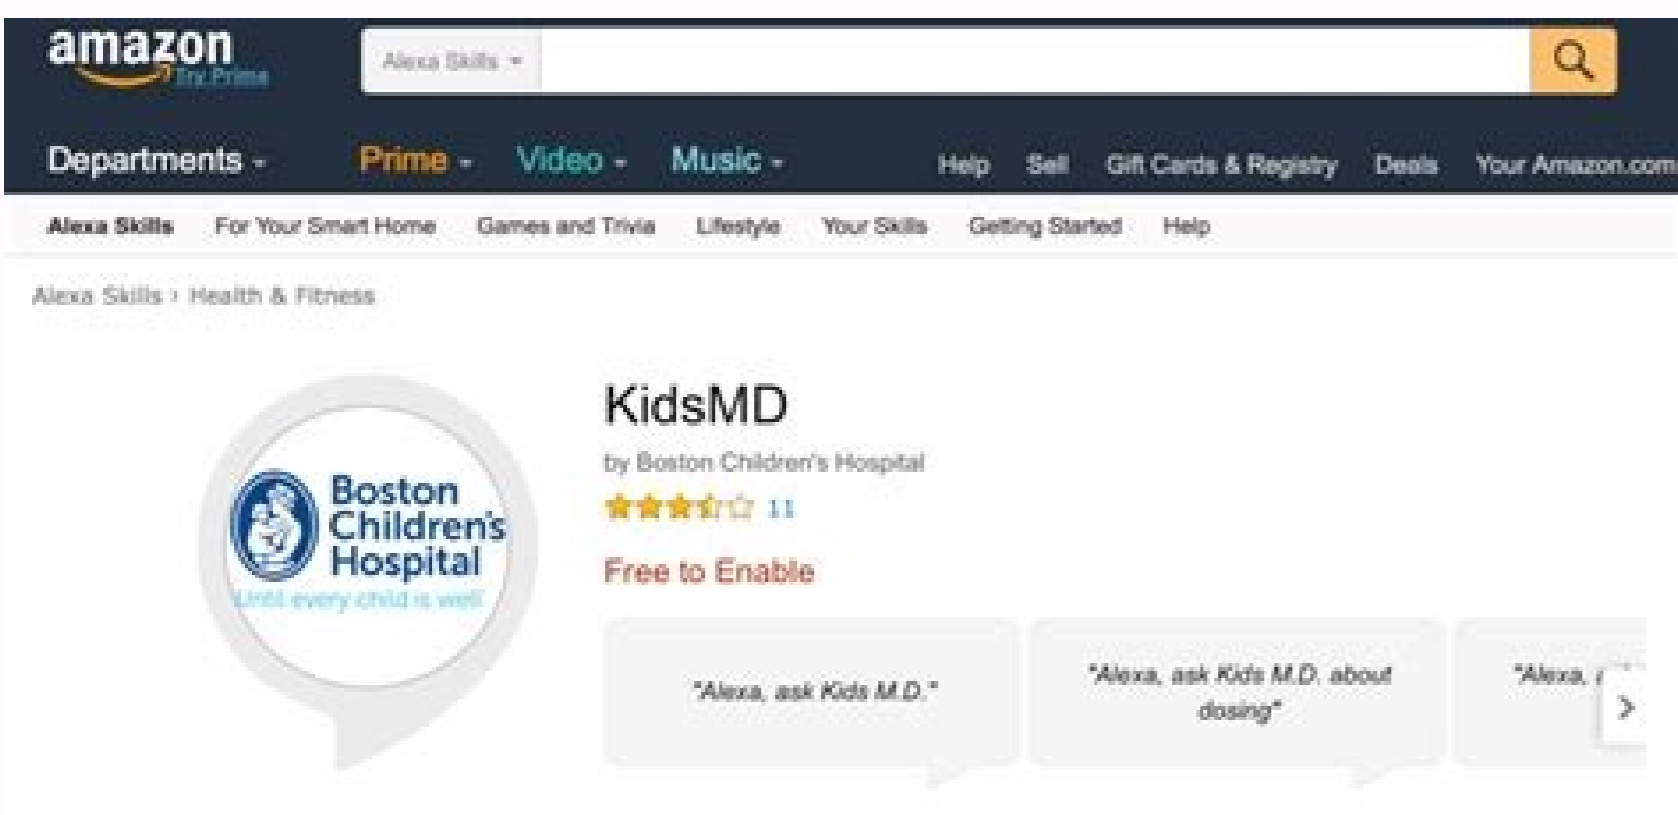 amazon
Try Prime
Alexa Skills
Departments
Prime
Video
Music
Help
Sell
Gift Cards & Registry
Deals
Your Amazon.com
Alexa Skills
For Your Smart Home
Games and Trivia
Lifestyle
Your Skills
Getting Started
Help
Alexa Skills › Health & Fitness
Boston
Children's
Hospital
Until every child is well
KidsMD
by Boston Children's Hospital
11
Free to Enable
"Alexa, ask Kids M.D."
"Alexa, ask Kids M.D. about
dosing"
"Alexa,